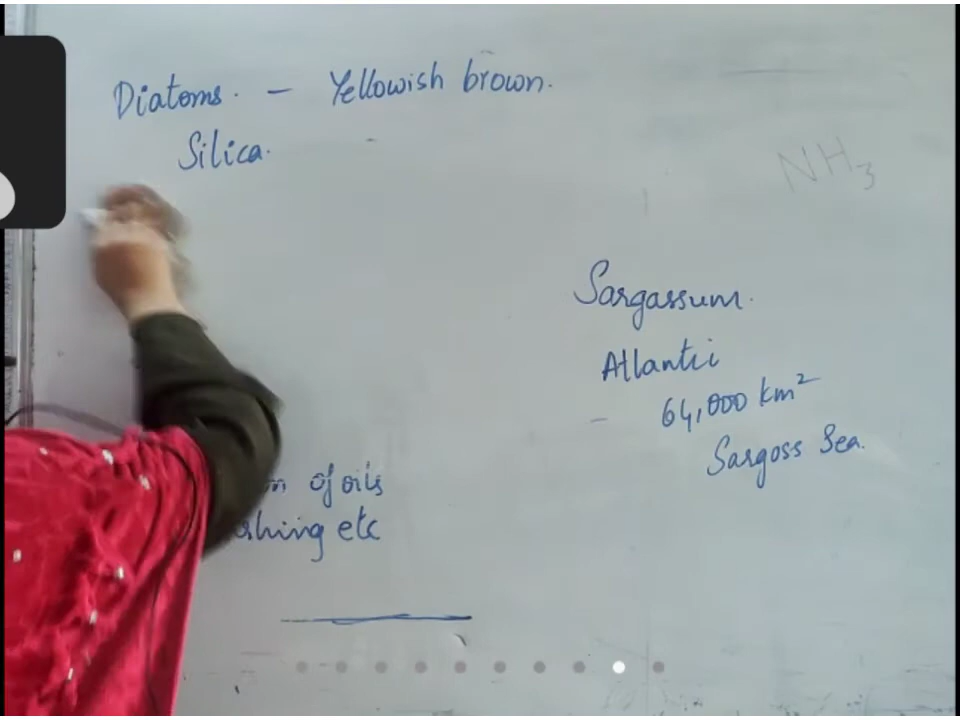 Diatoms. - Yellowish brown.
Silica.
NH3
Sargassum.
Atlantic
64,000 km²
Sargoss Sea.
of oils
etc